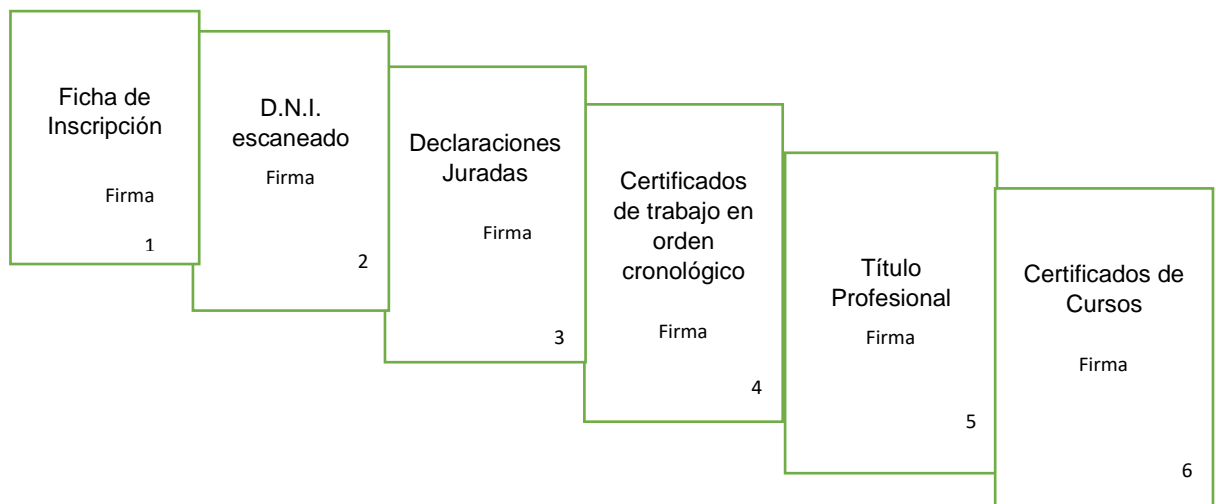 Ficha de
Inscripción
Firma
1
D.N.I.
escaneado
Firma
2
Declaraciones
Juradas
Firma
3
Certificados
de trabajo en
orden
cronológico
Firma
4
Título
Profesional
Firma
5
Certificados de
Cursos
Firma
6